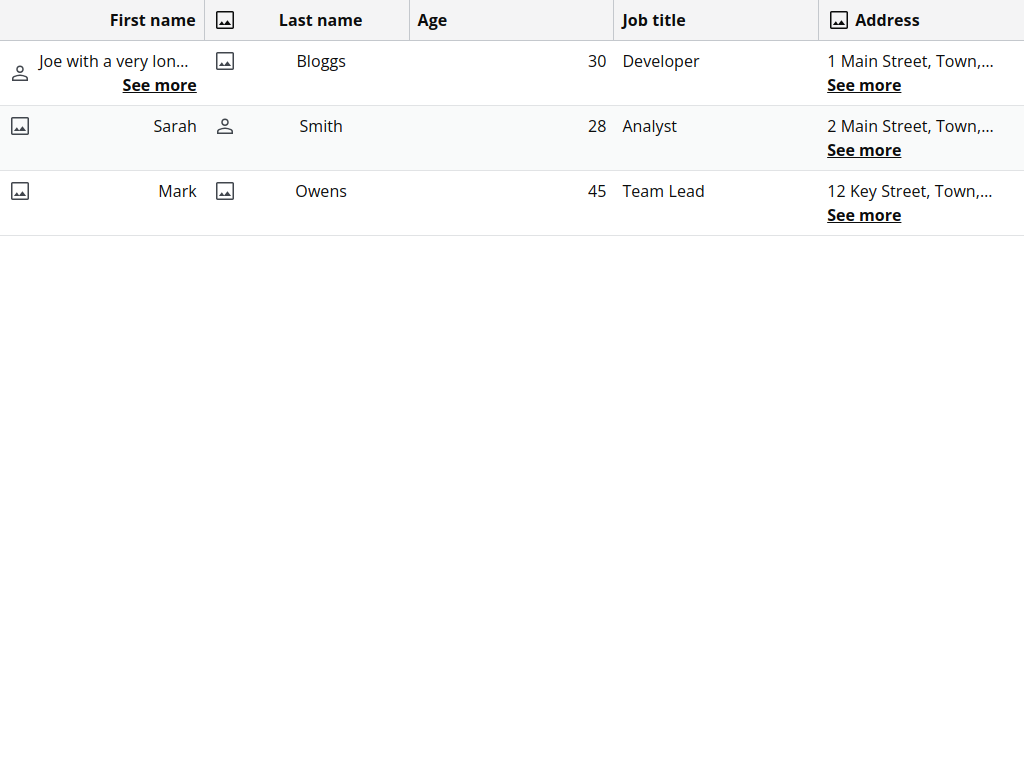 First name Last name Age Job title Address
Joe with a very lon... Bloggs 30 Developer 1 Main Street, Town,...
See more See more
Sarah Smith 28 Analyst 2 Main Street, Town,...
See more
Mark Owens 45 Team Lead 12 Key Street, Town,...
See more